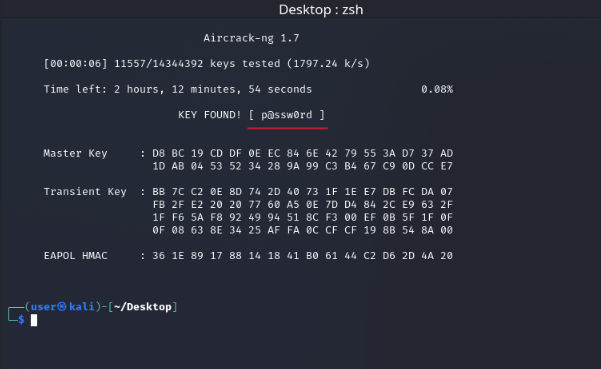 Desktop : zsh
Aircrack-ng 1.7
[00:00:06] 11557/14344392 keys tested (1797.24 k/s)
Time left: 2 hours, 12 minutes, 54 seconds 0.08%
KEY FOUND! [ p@ssw0rd ]
Master Key : D8 BC 19 CD DF 0E EC 84 6E 42 79 55 3A D7 37 AD
1D AB 04 53 52 34 28 9A 99 C3 B4 67 C9 0D CC E7
Transient Key : BB 7C C2 0E 8D 74 2D 40 73 1F 1E E7 DB FC DA 07
FB 2F E2 20 20 77 60 A5 0E 7D D4 84 2C E9 63 2F
1F F6 5A F8 92 49 94 51 8C F3 00 EF 0B 5F 1F 0F
0F 08 63 8E 34 25 AF FA 0C CF CF 19 8B 54 8A 00
EAPOL HMAC : 36 1E 89 17 88 14 18 41 B0 61 44 C2 D6 2D 4A 20
(user㉿kali)-[~/Desktop]
$